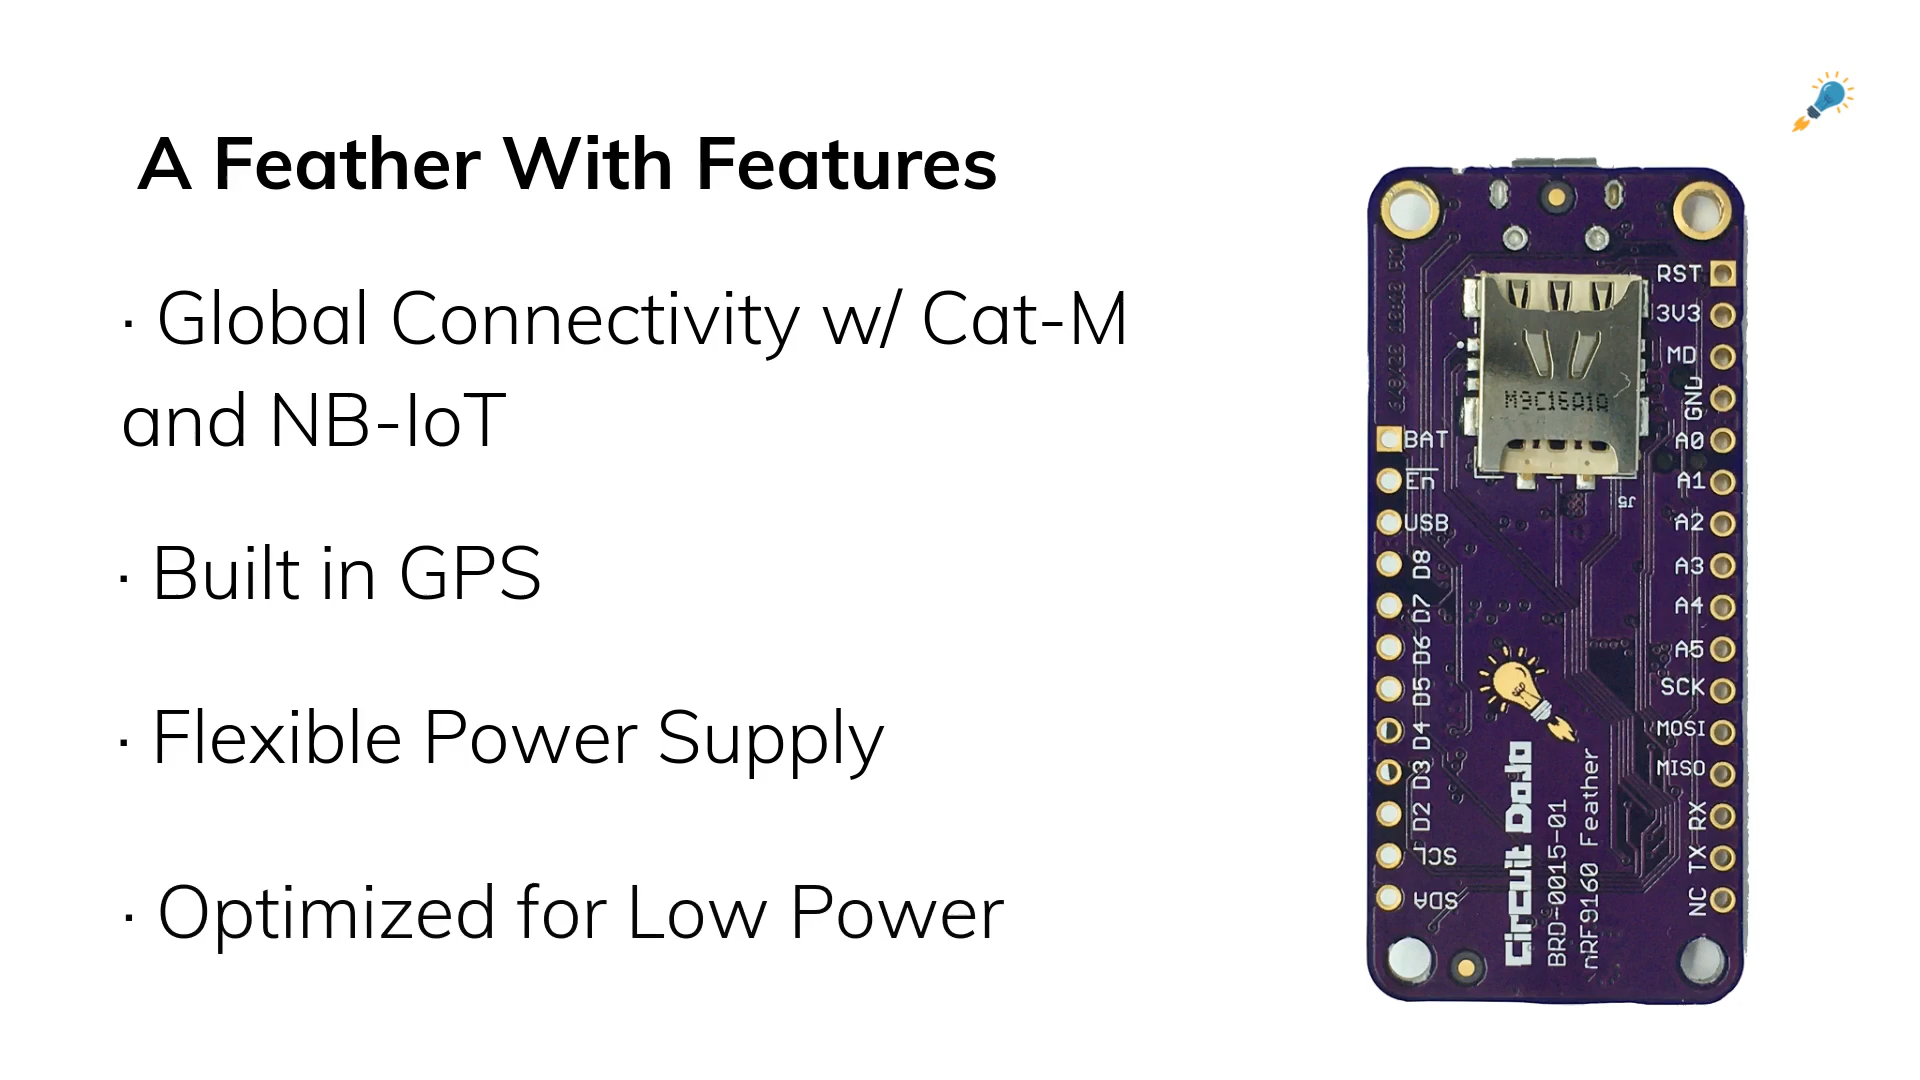 A Feather With Features
· Global Connectivity w/ Cat-M
and NB-IoT
· Built in GPS
· Flexible Power Supply
· Optimized for Low Power
RST
3V3
MD
GND
A0
A1
A2
A3
A4
A5
SCK
MOSI
MISO
RX
TX
NC
BAT
En
USB
D8
D7
D6
D5
D4
D3
D2
SCL
SDA
M9C16A1A
J5
Circuit Dojo
BRD-0015-01
nRF9160 Feather